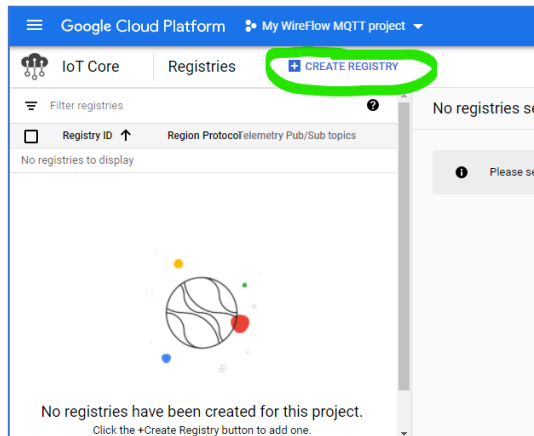 Google Cloud Platform My WireFlow MQTT project
IoT Core Registries CREATE REGISTRY
Filter registries
No registries se
Registry ID Region Protocol Telemetry Pub/Sub topics
No registries to display
Please se
No registries have been created for this project.
Click the +Create Registry button to add one.